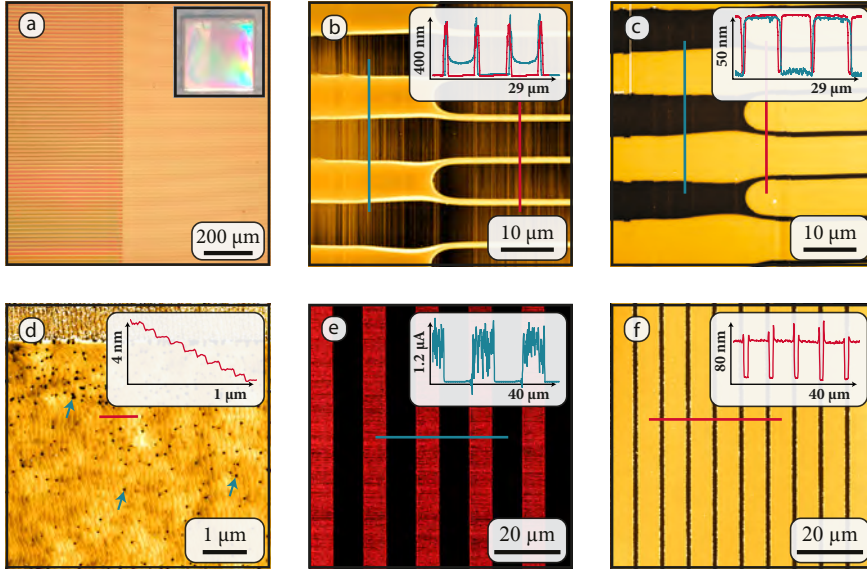 a
200 µm
b
400 nm
29 µm
10 µm
c
50 nm
29 µm
10 µm
d
4 nm
1 µm
1 µm
e
1.2 µA
40 µm
20 µm
f
80 nm
40 µm
20 µm